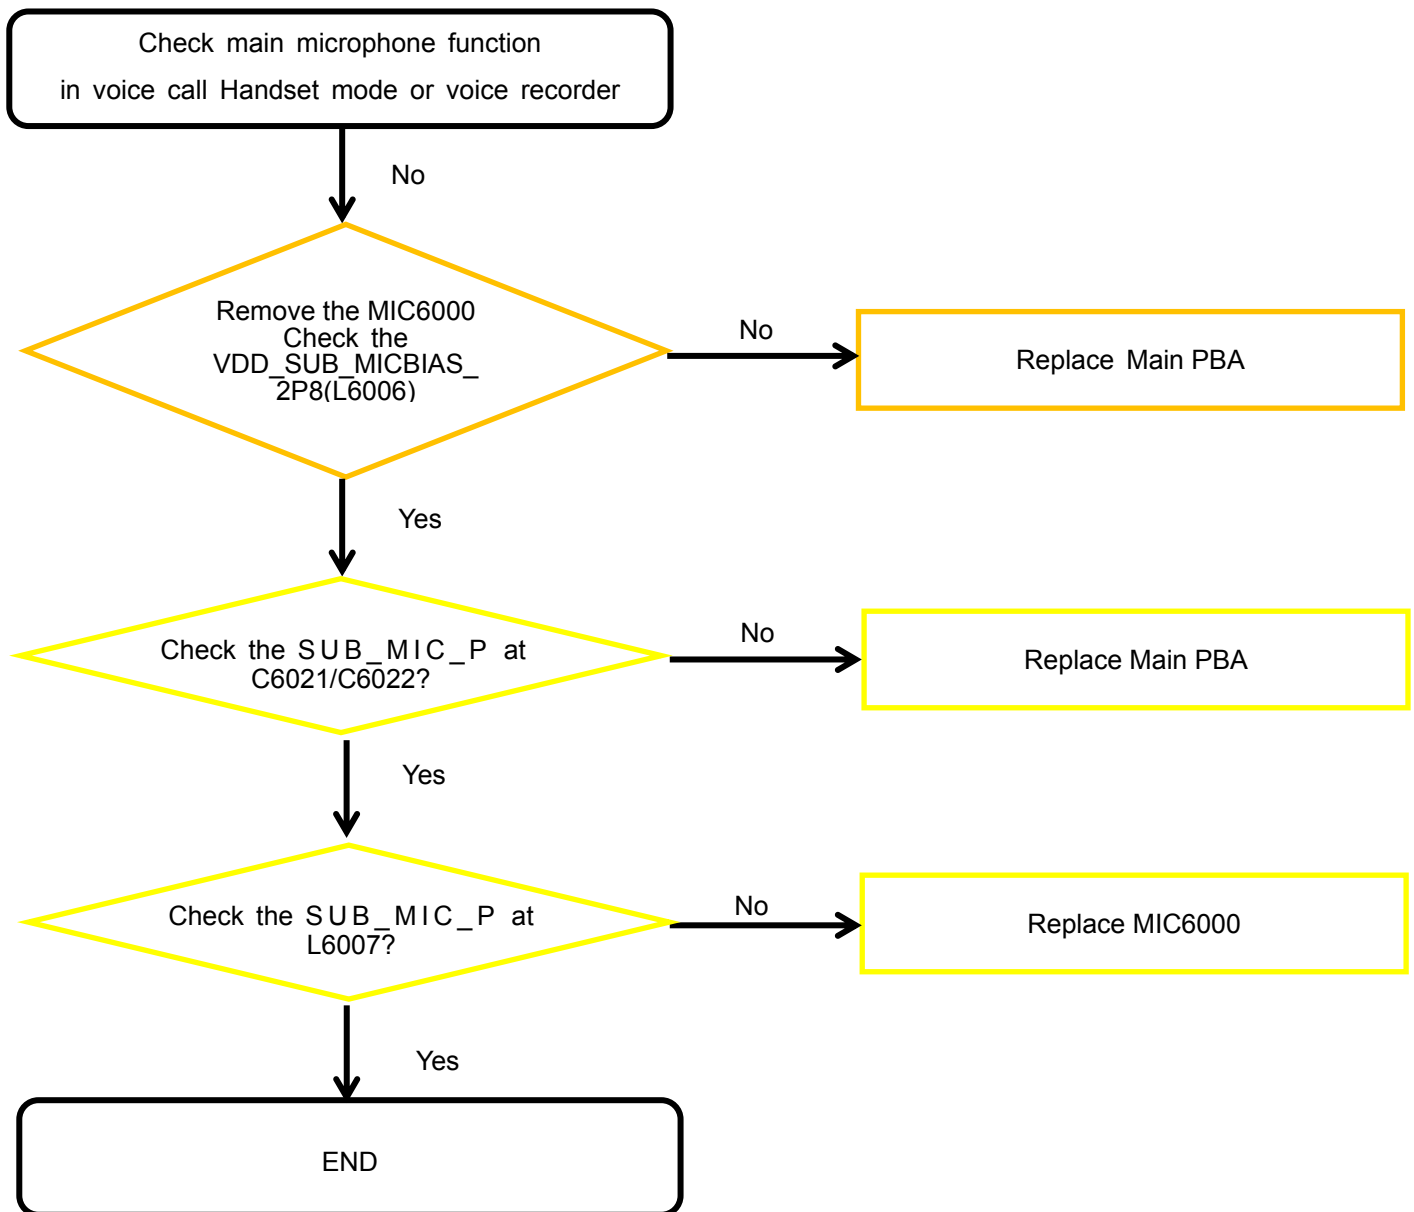 Check main microphone function
in voice call Handset mode or voice recorder
No
Remove the MIC6000
Check the
VDD_SUB_MICBIAS_
2P8(L6006)
No
Replace Main PBA
Yes
Check the SUB_MIC_P at
C6021/C6022?
No
Replace Main PBA
Yes
Check the SUB_MIC_P at
L6007?
No
Replace MIC6000
Yes
END